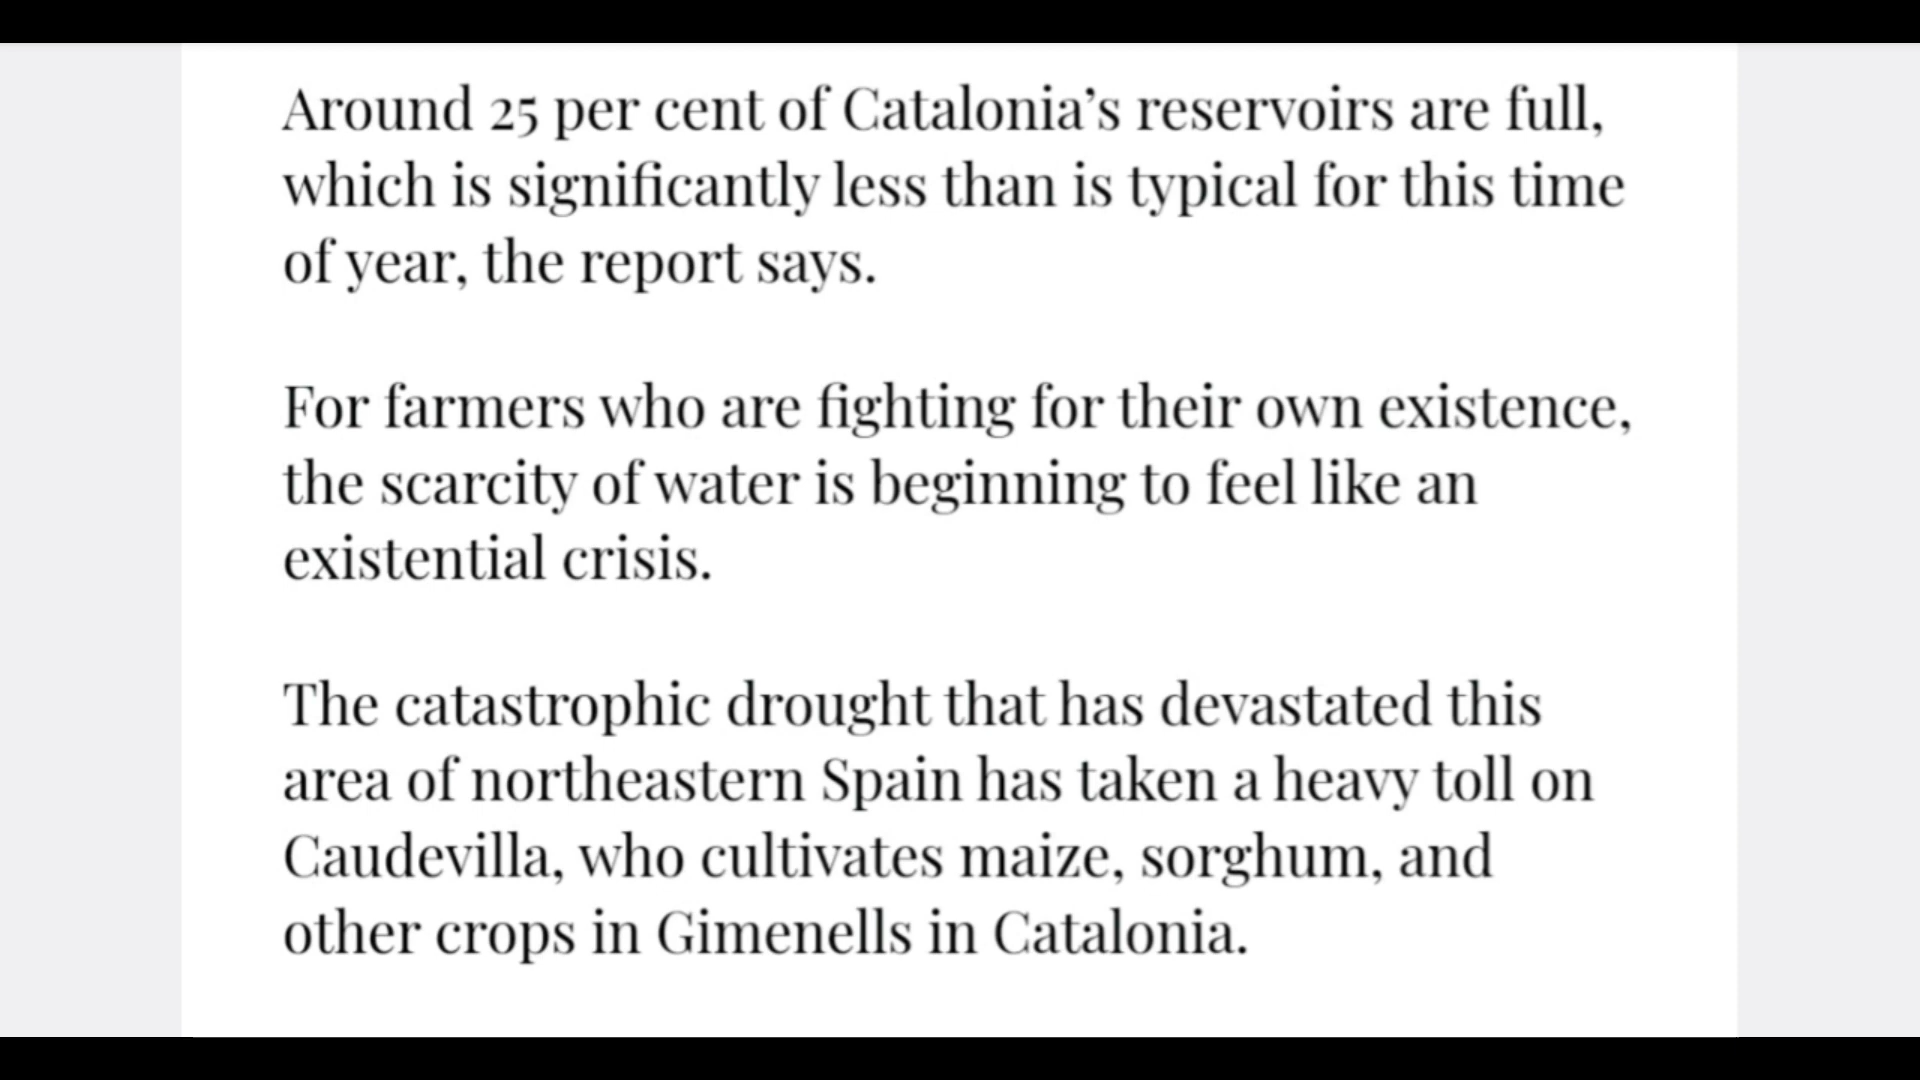 Around 25 per cent of Catalonia’s reservoirs are full,
which is significantly less than is typical for this time
of year, the report says.
For farmers who are fighting for their own existence,
the scarcity of water is beginning to feel like an
existential crisis.
The catastrophic drought that has devastated this
area of northeastern Spain has taken a heavy toll on
Caudevilla, who cultivates maize, sorghum, and
other crops in Gimenells in Catalonia.